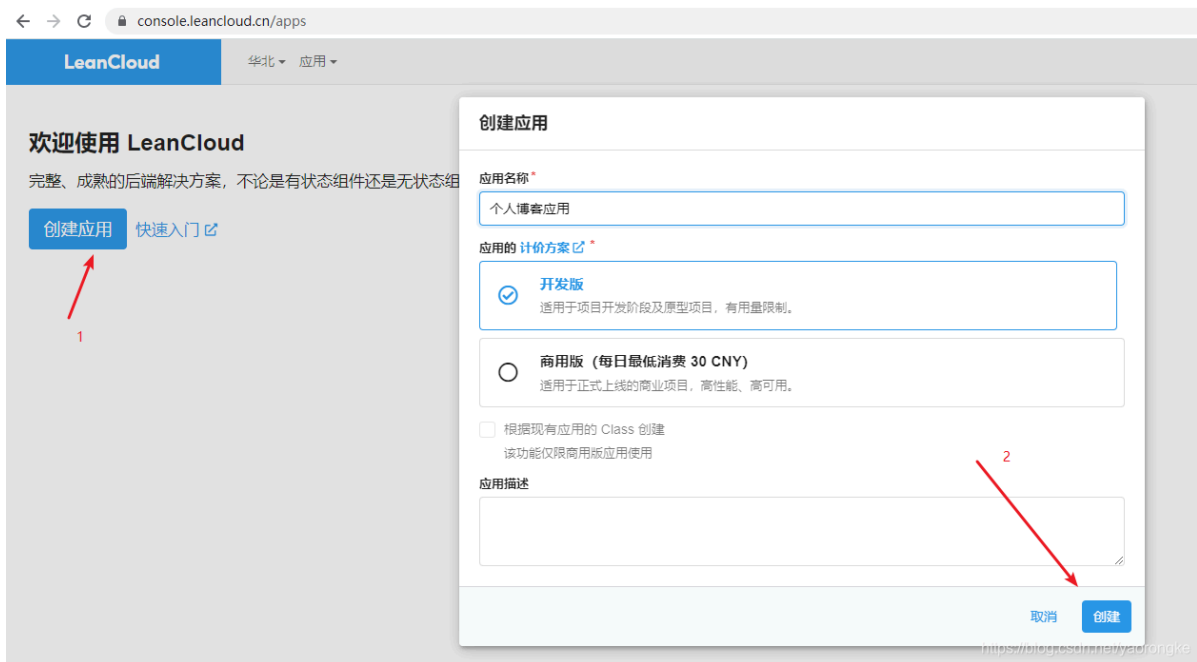 console.leancloud.cn/apps
LeanCloud
华北 应用
欢迎使用 LeanCloud
完整、成熟的后端解决方案，不论是有状态组件还是无状态组
创建应用 快速入门
1
创建应用
应用名称*
个人博客应用
应用的 计价方案 *
开发版
适用于项目开发阶段及原型项目，有用量限制。
商用版（每日最低消费 30 CNY）
适用于正式上线的商业项目，高性能、高可用。
根据现有应用的 Class 创建
该功能仅限商用版应用使用
2
应用描述
取消 创建
https://blog.csdn.net/yaorongke